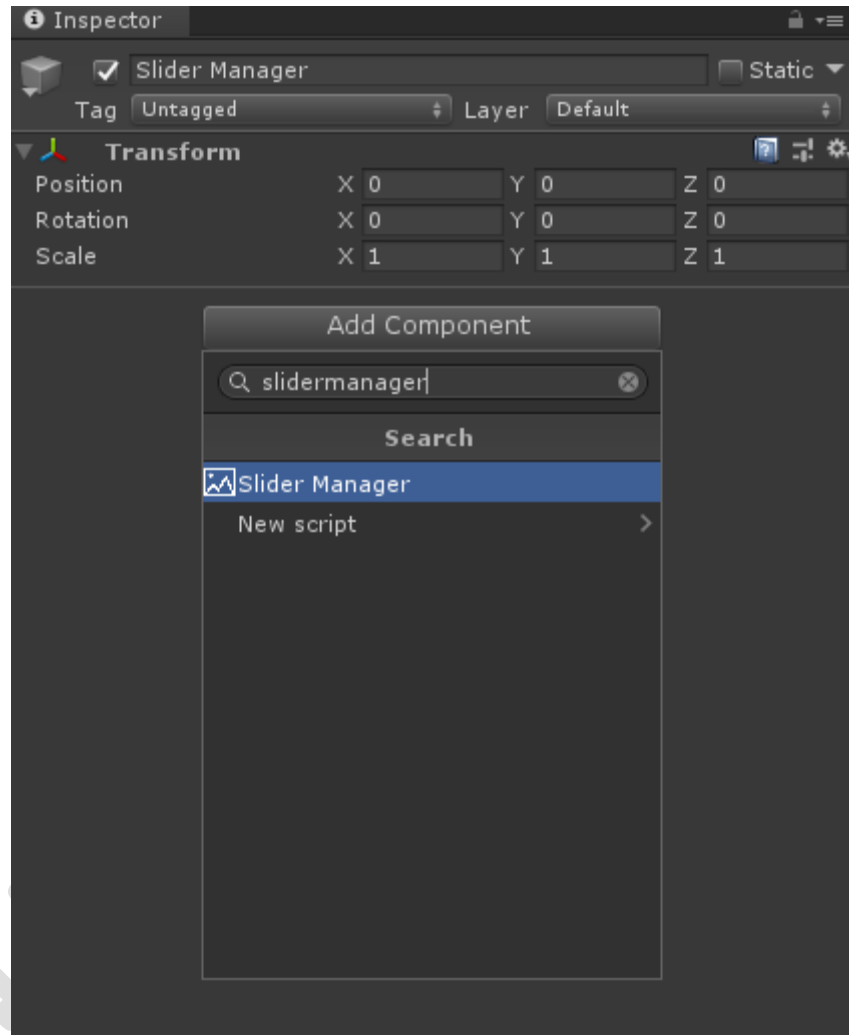 Inspector
Slider Manager Static
Tag Untagged Layer Default
Transform
Position X 0 Y 0 Z 0
Rotation X 0 Y 0 Z 0
Scale X 1 Y 1 Z 1
Add Component
slidermanager
Search
Slider Manager
New script